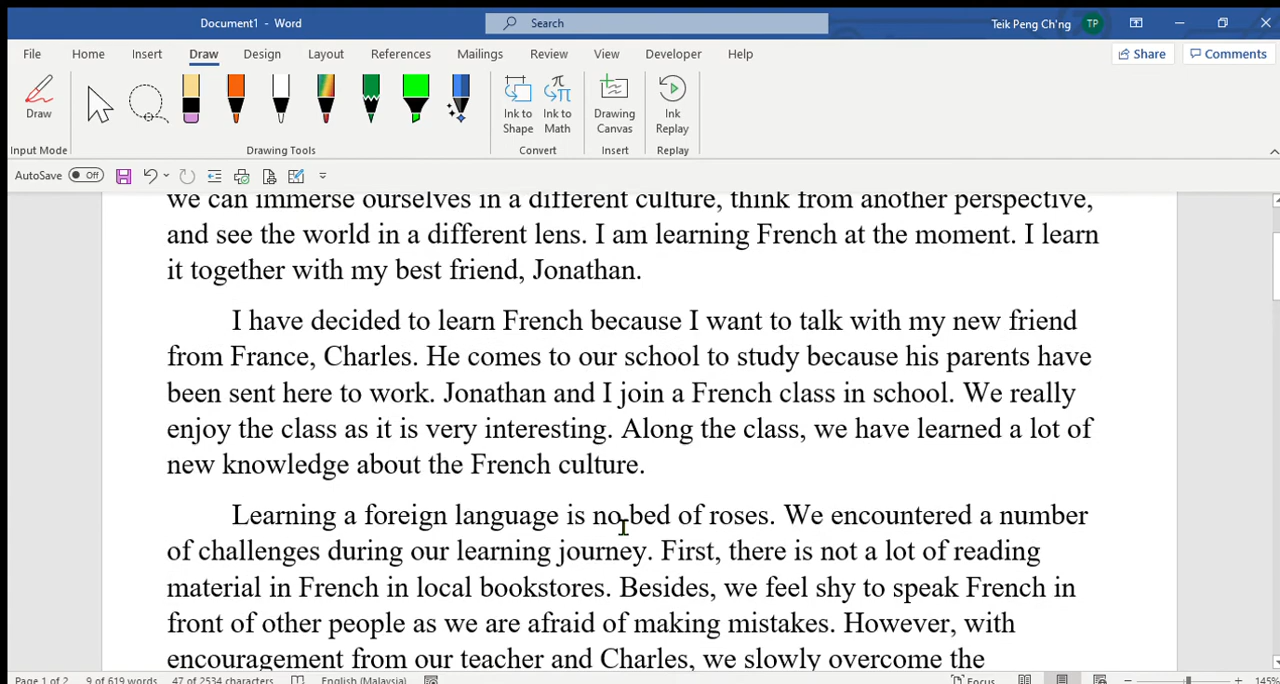 Document1 - Word
Search
Teik Peng Ch'ng
TP
File Home Insert Draw Design Layout References Mailings Review View Developer Help
Share Comments
Draw
Ink to Shape
Ink to Math
Drawing Canvas
Ink Replay
Input Mode
Drawing Tools
Convert
Insert
Replay
AutoSave Off
we can immerse ourselves in a different culture, think from another perspective,
and see the world in a different lens. I am learning French at the moment. I learn
it together with my best friend, Jonathan.
I have decided to learn French because I want to talk with my new friend
from France, Charles. He comes to our school to study because his parents have
been sent here to work. Jonathan and I join a French class in school. We really
enjoy the class as it is very interesting. Along the class, we have learned a lot of
new knowledge about the French culture.
Learning a foreign language is no bed of roses. We encountered a number
of challenges during our learning journey. First, there is not a lot of reading
material in French in local bookstores. Besides, we feel shy to speak French in
front of other people as we are afraid of making mistakes. However, with
encouragement from our teacher and Charles, we slowly overcome the
Page 1 of 2 9 of 619 words 47 of 2534 characters English (Malaysia) Focus 145%